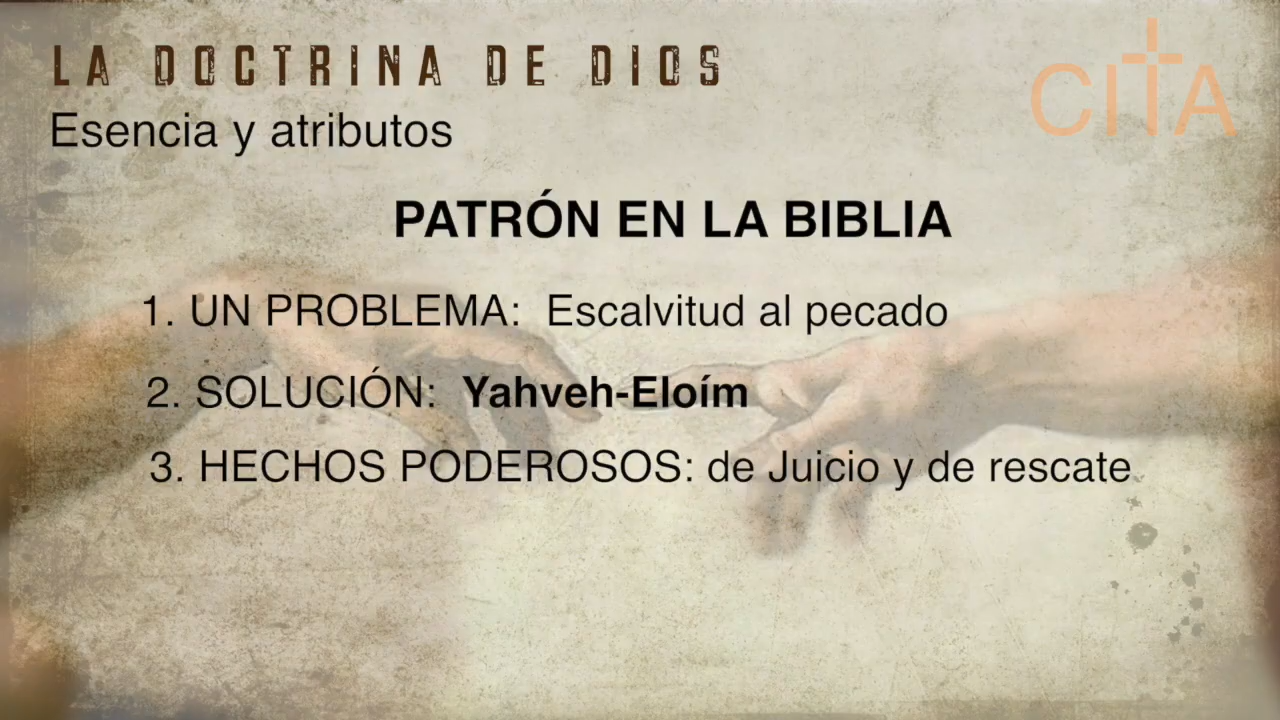 LA DOCTRINA DE DIOS
CITA
Esencia y atributos
PATRÓN EN LA BIBLIA
1. UN PROBLEMA: Escalvitud al pecado
2. SOLUCIÓN: Yahveh-Eloím
3. HECHOS PODEROSOS: de Juicio y de rescate